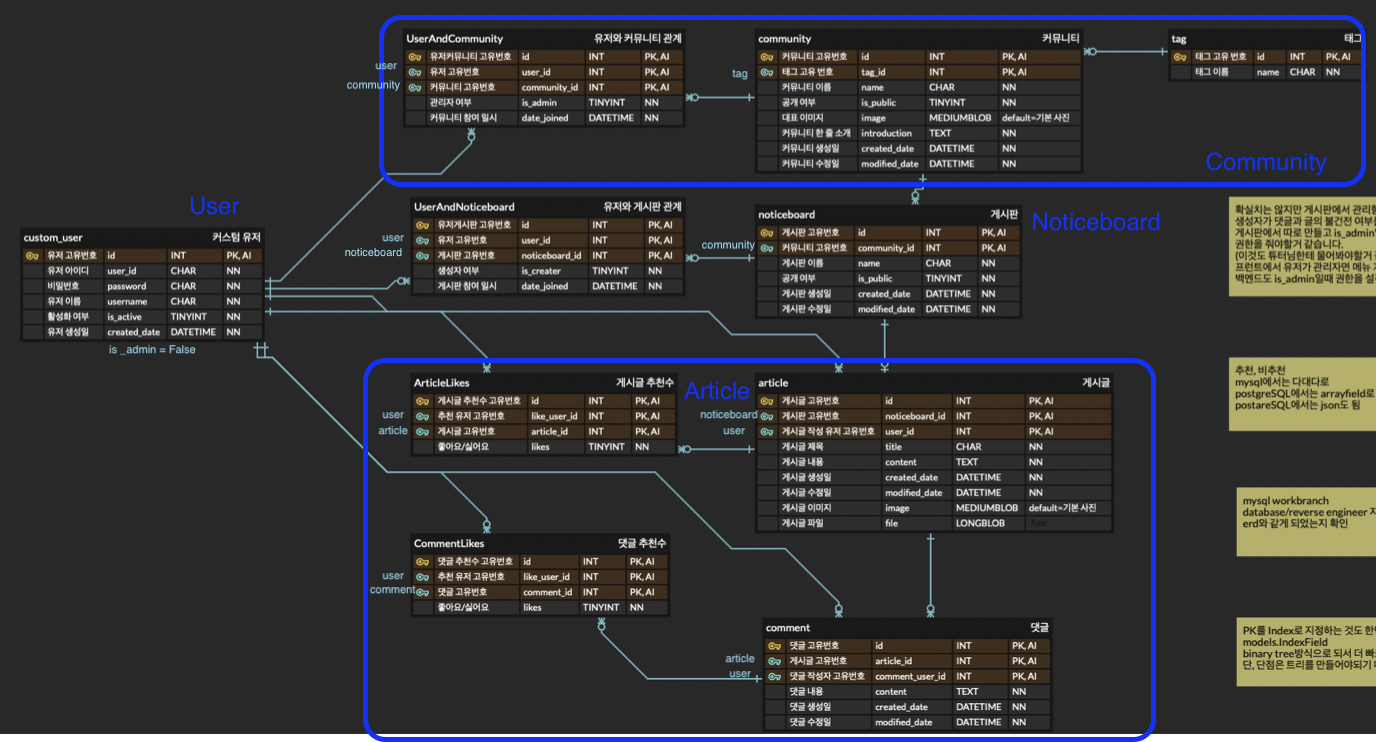 UserAndCommunity 유저와 커뮤니티 관계
유저커뮤니티 고유번호 id INT PK, AI
유저 고유번호 user_id INT PK, AI
커뮤니티 고유번호 community_id INT PK, AI
관리자 여부 is_admin TINYINT NN
커뮤니티 참여 일시 date_joined DATETIME NN
user
community
community 커뮤니티
커뮤니티 고유번호 id INT PK, AI
태그 고유 번호 tag_id INT PK, AI
커뮤니티 이름 name CHAR NN
공개 여부 is_public TINYINT NN
대표 이미지 image MEDIUMBLOB default=기본 사진
커뮤니티 한 줄 소개 introduction TEXT NN
커뮤니티 생성일 created_date DATETIME NN
커뮤니티 수정일 modified_date DATETIME NN
tag
tag 태그
태그 고유 번호 id INT PK, AI
태그 이름 name CHAR NN
Community
User
custom_user 커스텀 유저
유저 고유번호 id INT PK, AI
유저 아이디 user_id CHAR NN
비밀번호 password CHAR NN
유저 이름 username CHAR NN
활성화 여부 is_active TINYINT NN
유저 생성일 created_date DATETIME NN
is _admin = False
UserAndNoticeboard 유저와 게시판 관계
유저게시판 고유번호 id INT PK, AI
유저 고유번호 user_id INT PK, AI
게시판 고유번호 noticeboard_id INT PK, AI
생성자 여부 is_creater TINYINT NN
게시판 참여 일시 date_joined DATETIME NN
user
noticeboard
noticeboard 게시판
게시판 고유번호 id INT PK, AI
커뮤니티 고유번호 community_id INT PK, AI
게시판 이름 name CHAR NN
공개 여부 is_public TINYINT NN
게시판 생성일 created_date DATETIME NN
게시판 수정일 modified_date DATETIME NN
community
Noticeboard
확실치는 않지만 게시판에서 관리
생성자가 댓글과 글의 불건전 여부
게시판에서 따로 만들고 is_admin
권한을 줘야할거 같습니다.
(이것도 튜터님한테 물어봐야할거
프런트에서 유저가 관리자면 메뉴
백엔드도 is_admin일때 권한을
ArticleLikes 게시글 추천수
게시글 추천수 고유번호 id INT PK, AI
추천 유저 고유번호 like_user_id INT PK, AI
게시글 고유번호 article_id INT PK, AI
좋아요/싫어요 likes TINYINT NN
user
article
Article
article 게시글
게시글 고유번호 id INT PK, AI
게시판 고유번호 noticeboard_id INT PK, AI
게시글 작성 유저 고유번호 user_id INT PK, AI
게시글 제목 title CHAR NN
게시글 내용 content TEXT NN
게시글 생성일 created_date DATETIME NN
게시글 수정일 modified_date DATETIME NN
게시글 이미지 image MEDIUMBLOB default=기본 사진
게시글 파일 file LONGBLOB Type
noticeboard
user
추천, 비추천
mysql에서는 다대다로
postgreSQL에서는 arrayfield로
postareSQL에서는 json도 됨
mysql workbranch
database/reverse engineer
erd와 같게 되었는지 확인
CommentLikes 댓글 추천수
댓글 추천수 고유번호 id INT PK, AI
추천 유저 고유번호 like_user_id INT PK, AI
댓글 고유번호 comment_id INT PK, AI
좋아요/싫어요 likes TINYINT NN
user
comment
comment 댓글
댓글 고유번호 id INT PK, AI
게시글 고유번호 article_id INT PK, AI
댓글 작성자 고유번호 comment_user_id INT PK, AI
댓글 내용 content TEXT NN
댓글 생성일 created_date DATETIME NN
댓글 수정일 modified_date DATETIME NN
article
user
PK를 Index로 지정하는 것도
models.IndexField
binary tree방식으로 되서 더
단, 단점은 트리를 만들어야되기